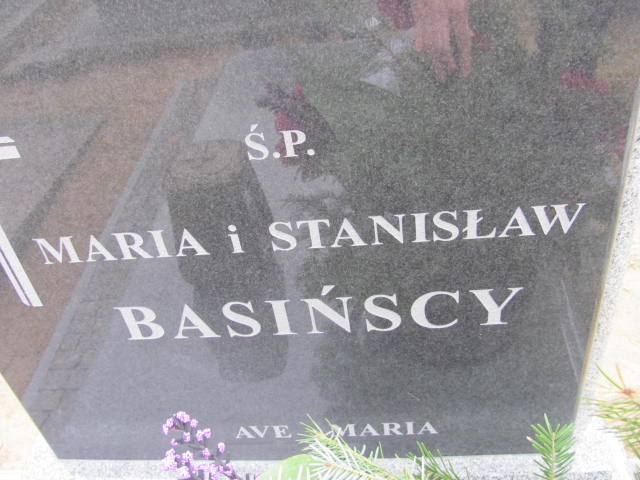 Ś.P.
MARIA i STANISŁAW
BASIŃSCY
AVE MARIA